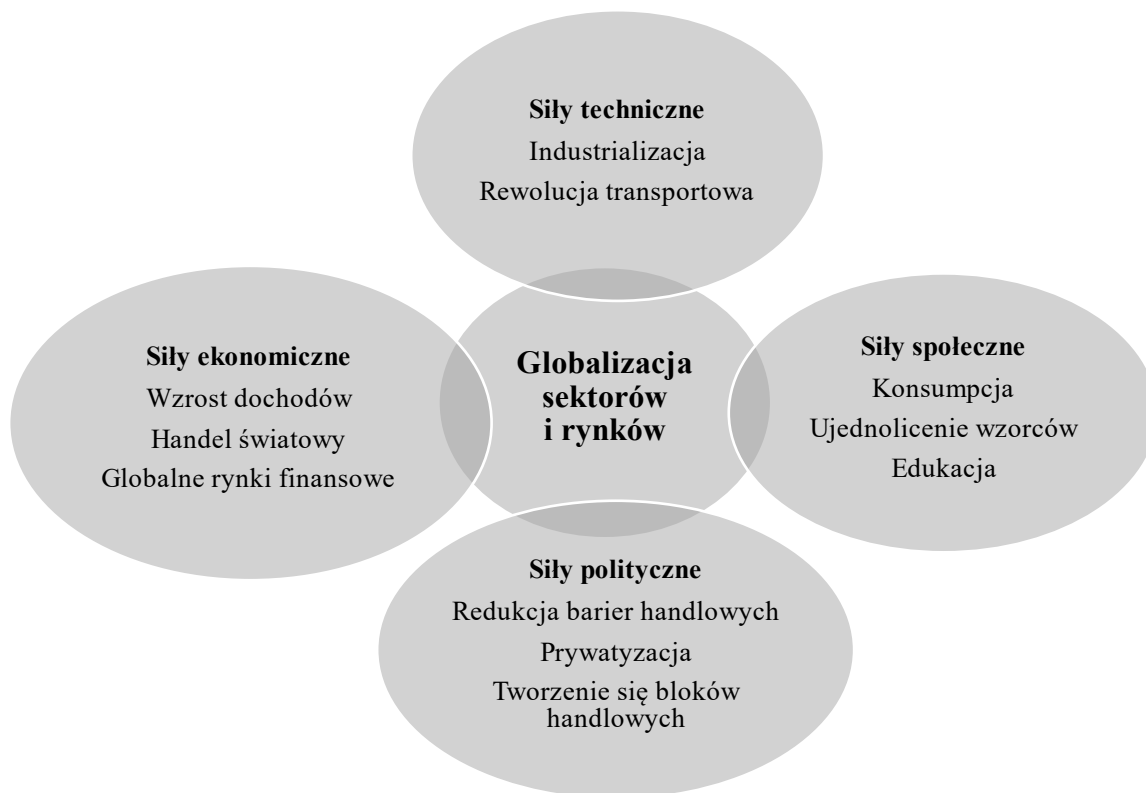 Siły techniczne
Industrializacja
Rewolucja transportowa
Siły ekonomiczne
Wzrost dochodów
Handel światowy
Globalne rynki finansowe
Globalizacja
sektorów
i rynków
Siły społeczne
Konsumpcja
Ujednolicenie wzorców
Edukacja
Siły polityczne
Redukcja barier handlowych
Prywatyzacja
Tworzenie się bloków
handlowych